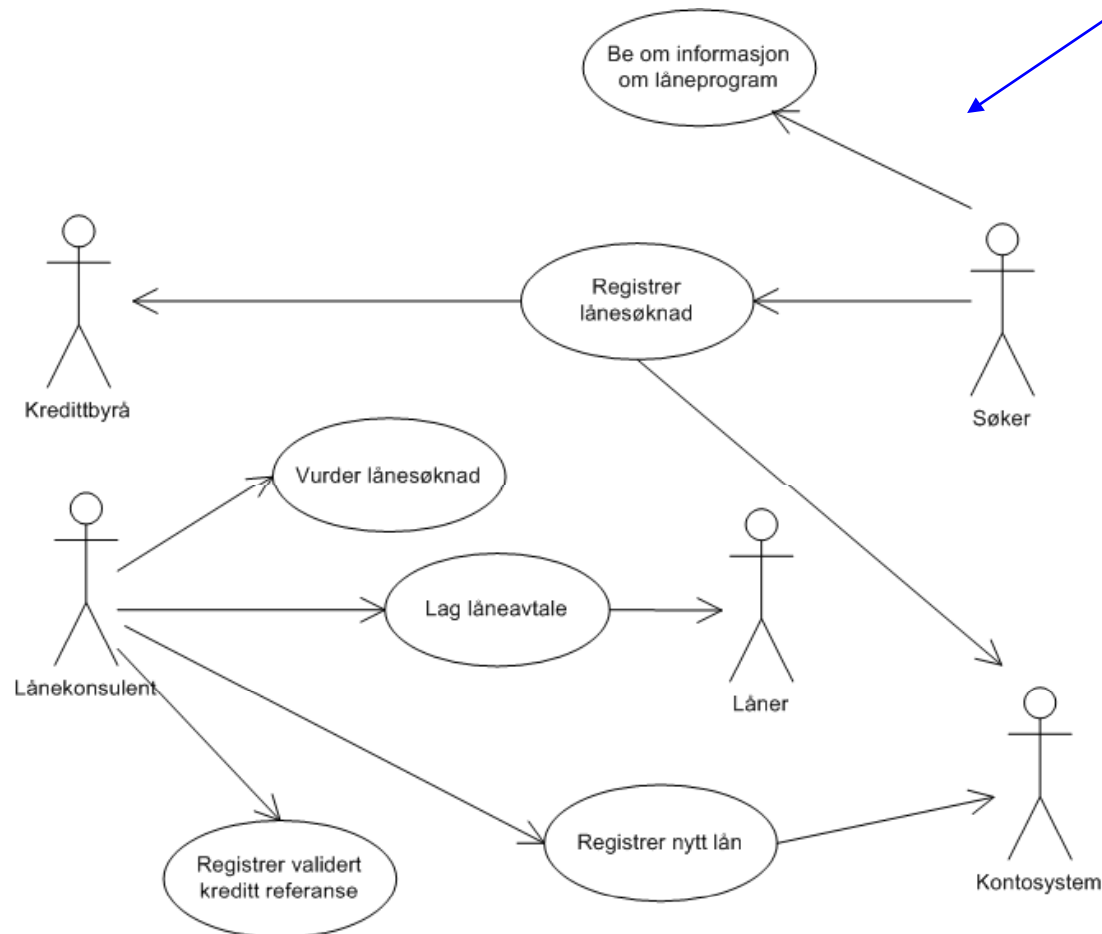 Be om informasjon
om låneprogram
Registrer
lånesøknad
Kredittbyrå
Søker
Vurder lånesøknad
Lag låneavtale
Lånekonsulent
Låner
Registrer nytt lån
Registrer validert
kreditt referanse
Kontosystem